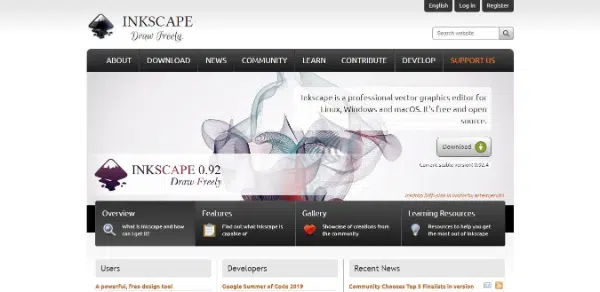 English Log in Register
INKSCAPE
Draw Freely.
Search website
ABOUT DOWNLOAD NEWS COMMUNITY LEARN CONTRIBUTE DEVELOP SUPPORT US
Inkscape is a professional vector graphics editor for
Linux, Windows and macOS. It's free and open
source.
Download
Current stable version: 0.92.4
INKSCAPE 0.92
Draw Freely
Overview
What is Inkscape and how
can I get it?
Features
Find out what Inkscape is
capable of
Gallery
Showcase of creations from
the community
Learning Resources
Resources to help you get
the most out of Inkscape
Users
Developers
Recent News
A powerful, free design tool
Google Summer of Code 2019
Community Chooses Top 5 Finalists in version